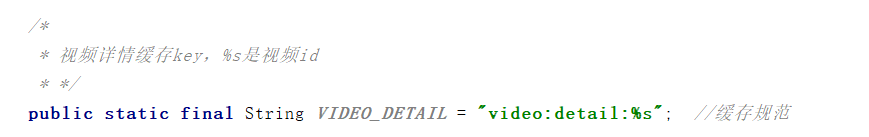 /*
* 视频详情缓存key，%s是视频id
* */
public static final String VIDEO_DETAIL = "video:detail:%s"; //缓存规范